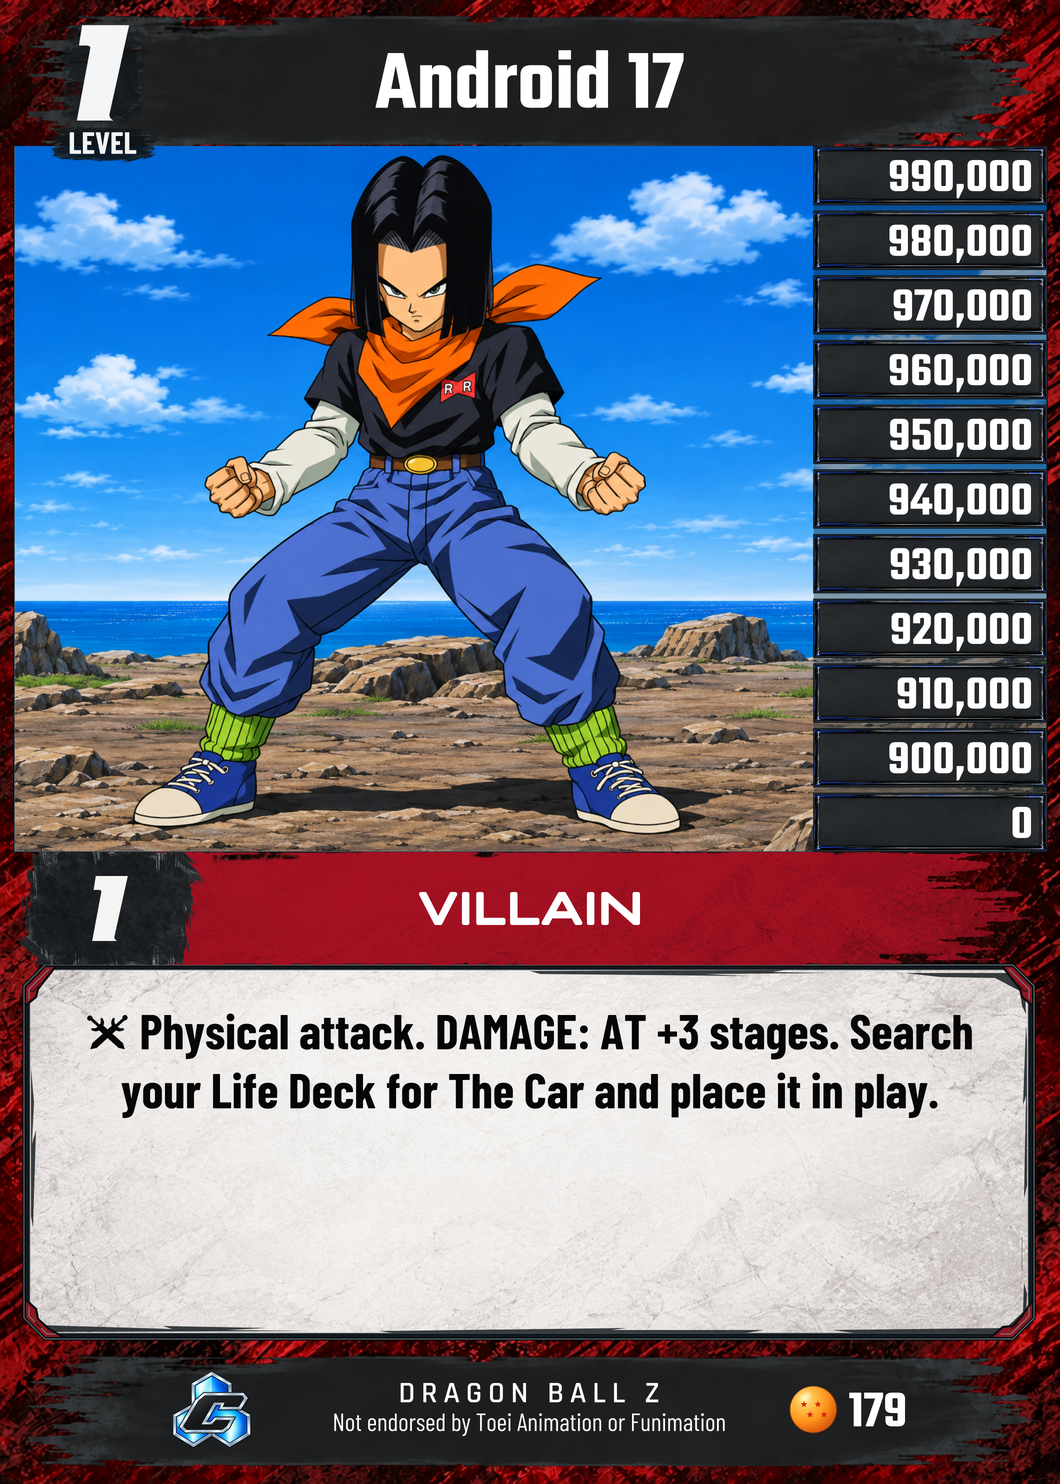 1
LEVEL
Android 17
990,000
980,000
970,000
960,000
950,000
940,000
930,000
920,000
910,000
900,000
0
R R
1
VILLAIN
Physical attack. DAMAGE: AT +3 stages. Search
your Life Deck for The Car and place it in play.
G
DRAGON BALL Z
Not endorsed by Toei Animation or Funimation
179